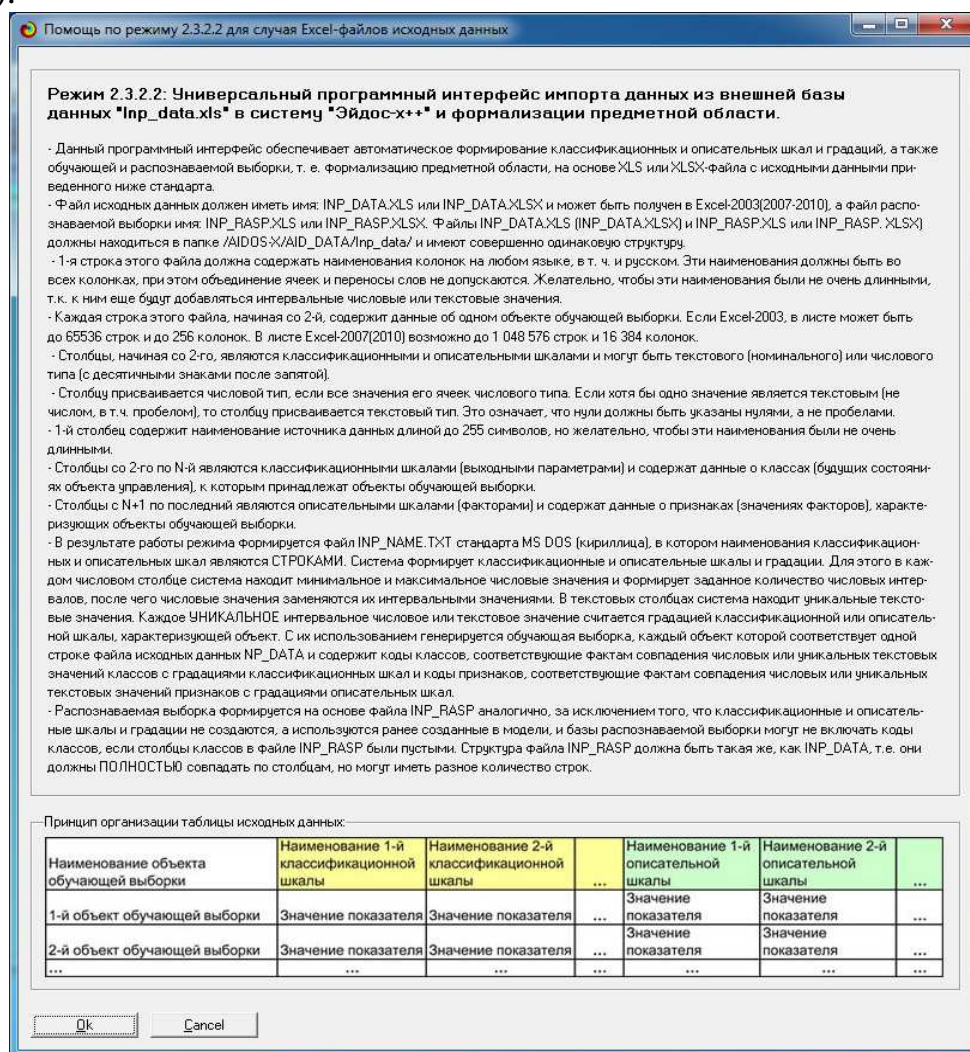 ).
Помощь по режиму 2.3.2.2 для случая Excel-файлов исходных данных
Режим 2.3.2.2: Универсальный программный интерфейс импорта данных из внешней базы
данных "Inp_data.xls" в систему "Эйдос-x++" и формализации предметной области.
- Данный программный интерфейс обеспечивает автоматическое формирование классификационных и описательных шкал и градаций, а также
обучающей и распознаваемой выборки, т. е. формализацию предметной области, на основе XLS или XLSX-файла с исходными данными при-
веденного ниже стандарта.
- Файл исходных данных должен иметь имя: INP_DATA.XLS или INP_DATA.XLSX и может быть получен в Excel-2003(2007-2010), а файл распо-
знаваемой выборки имя: INP_RASP.XLS или INP_RASP.XLSX. Файлы INP_DATA.XLS (INP_DATA.XLSX) и INP_RASP.XLS или INP_RASP. XLSX)
должны находиться в папке /AIDOS-X/AID_DATA/Inp_data/ и имеют совершенно одинаковую структуру.
- 1-я строка этого файла должна содержать наименования колонок на любом языке, в т. ч. и русском. Эти наименования должны быть во
всех колонках, при этом объединение ячеек и переносы слов не допускаются. Желательно, чтобы эти наименования были не очень длинными,
т.к. к ним еще будут добавляться интервальные числовые или текстовые значения.
- Каждая строка этого файла, начиная со 2-й, содержит данные об одном объекте обучающей выборки. Если Excel-2003, в листе может быть
до 65536 строк и до 256 колонок. В листе Excel-2007(2010) возможно до 1 048 576 строк и 16 384 колонок.
- Столбцы, начиная со 2-го, являются классификационными и описательными шкалами и могут быть текстового (номинального) или числового
типа (с десятичными знаками после запятой).
- Столбцу присваивается числовой тип, если все значения его ячеек числового типа. Если хотя бы одно значение является текстовым (не
числом, в т.ч. пробелом), то столбцу присваивается текстовый тип. Это означает, что нули должны быть указаны нулями, а не пробелами.
- 1-й столбец содержит наименование источника данных длиной до 255 символов, но желательно, чтобы эти наименования были не очень
длинными.
- Столбцы со 2-го по N-й являются классификационными шкалами (выходными параметрами) и содержат данные о классах (будущих состояни-
ях объекта управления), к которым принадлежат объекты обучающей выборки.
- Столбцы с N+1 по последний являются описательными шкалами (факторами) и содержат данные о признаках (значениях факторов), характе-
ризующих объекты обучающей выборки.
- В результате работы режима формируется файл INP_NAME.TXT стандарта MS DOS (кириллица), в котором наименования классификацион-
ных и описательных шкал являются СТРОКАМИ. Система формирует классификационные и описательные шкалы и градации. Для этого в каж-
дом числовом столбце система находит минимальное и максимальное числовые значения и формирует заданное количество числовых интер-
валов, после чего числовые значения заменяются их интервальными значениями. В текстовых столбцах система находит уникальные тексто-
вые значения. Каждое УНИКАЛЬНОЕ интервальное числовое или текстовое значение считается градацией классификационной или описатель-
ной шкалы, характеризующей объект. С их использованием генерируется обучающая выборка, каждый объект которой соответствует одной
строке файла исходных данных NP_DATA и содержит коды классов, соответствующие фактам совпадения числовых или уникальных текстовых
значений классов с градациями классификационных шкал и коды признаков, соответствующие фактам совпадения числовых или уникальных
текстовых значений признаков с градациями описательных шкал.
- Распознаваемая выборка формируется на основе файла INP_RASP аналогично, за исключением того, что классификационные и описатель-
ные шкалы и градации не создаются, а используются ранее созданные в модели, и базы распознаваемой выборки могут не включать коды
классов, если столбцы классов в файле INP_RASP были пустыми. Структура файла INP_RASP должна быть такая же, как INP_DATA, т.е. они
должны ПОЛНОСТЬЮ совпадать по столбцам, но могут иметь разное количество строк.
Принцип организации таблицы исходных данных:
Наименование объекта обучающей выборки Наименование 1-й классификационной шкалы Наименование 2-й классификационной шкалы ... Наименование 1-й описательной шкалы Наименование 2-й описательной шкалы ...
1-й объект обучающей выборки Значение показателя Значение показателя ... Значение показателя Значение показателя ...
2-й объект обучающей выборки Значение показателя Значение показателя ... Значение показателя Значение показателя ...
... ... ... ... ... ... ...
Ok Cancel